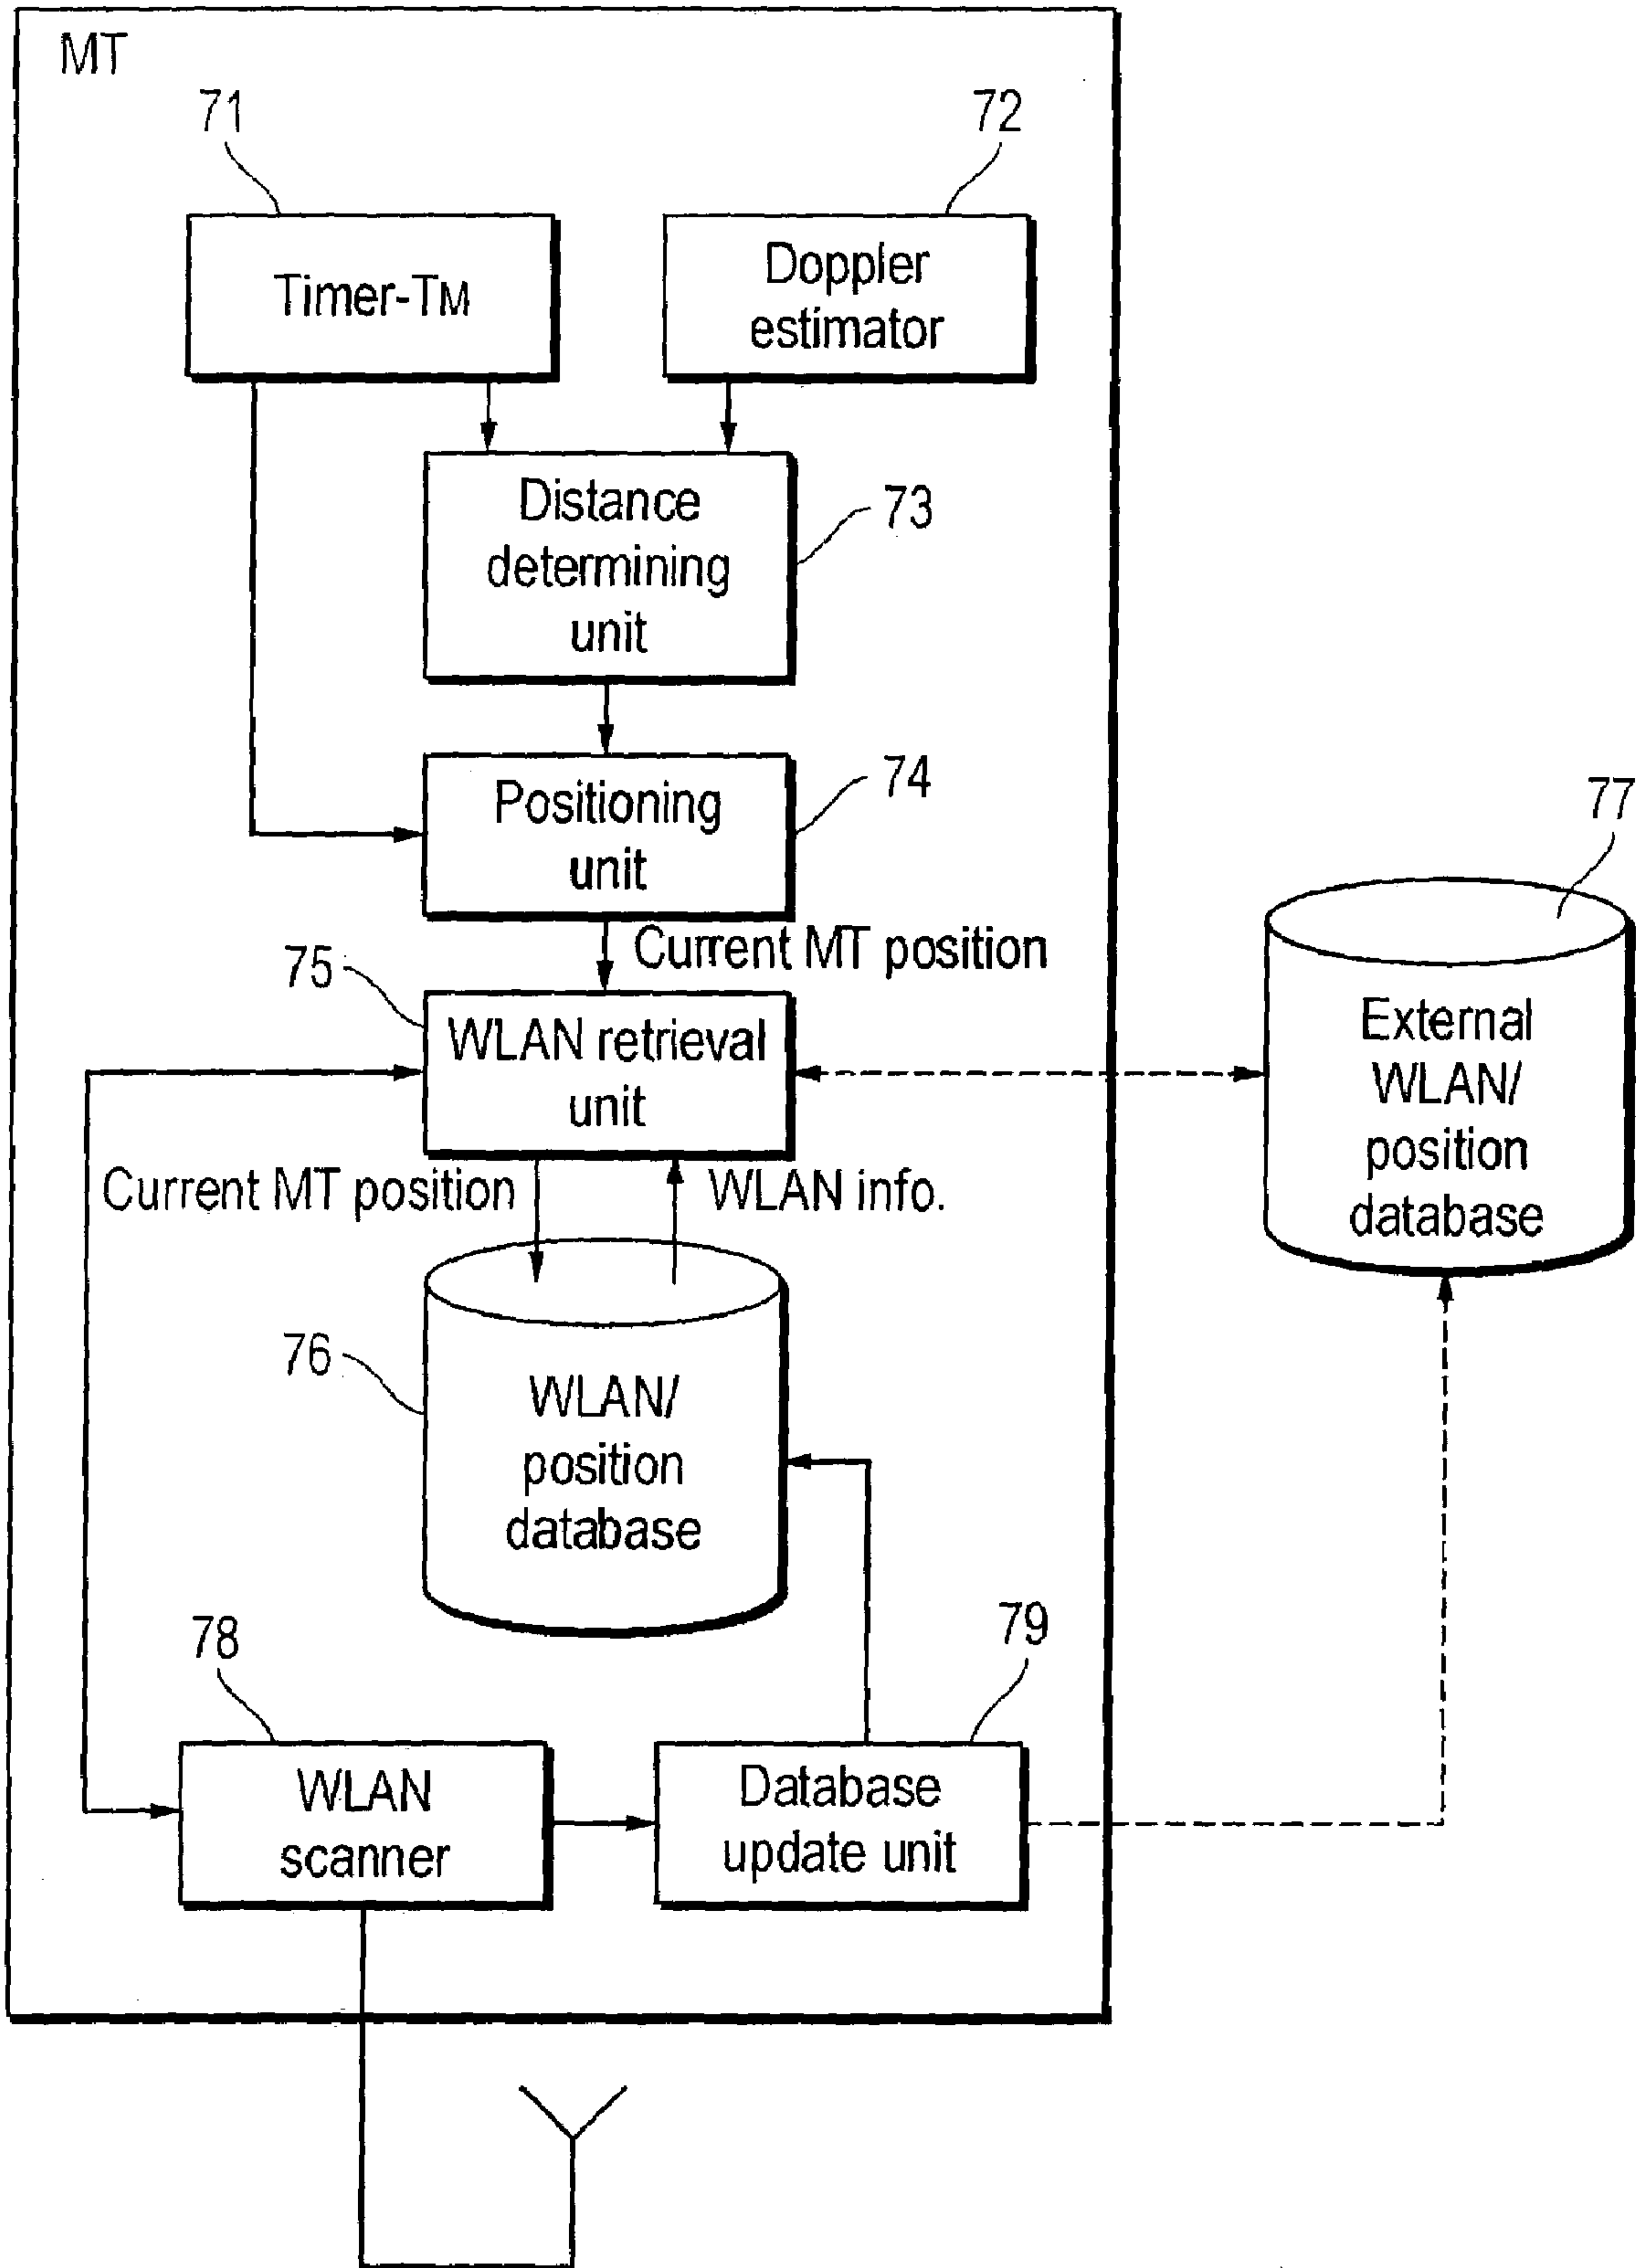 MT
71
72
Timer-TM
Doppler
estimator
Distance
determining
unit
73
Positioning
unit
74
Current MT position
75
WLAN retrieval
unit
77
External
WLAN/
position
database
Current MT position
WLAN info.
76
WLAN/
position
database
78
79
WLAN
scanner
Database
update unit